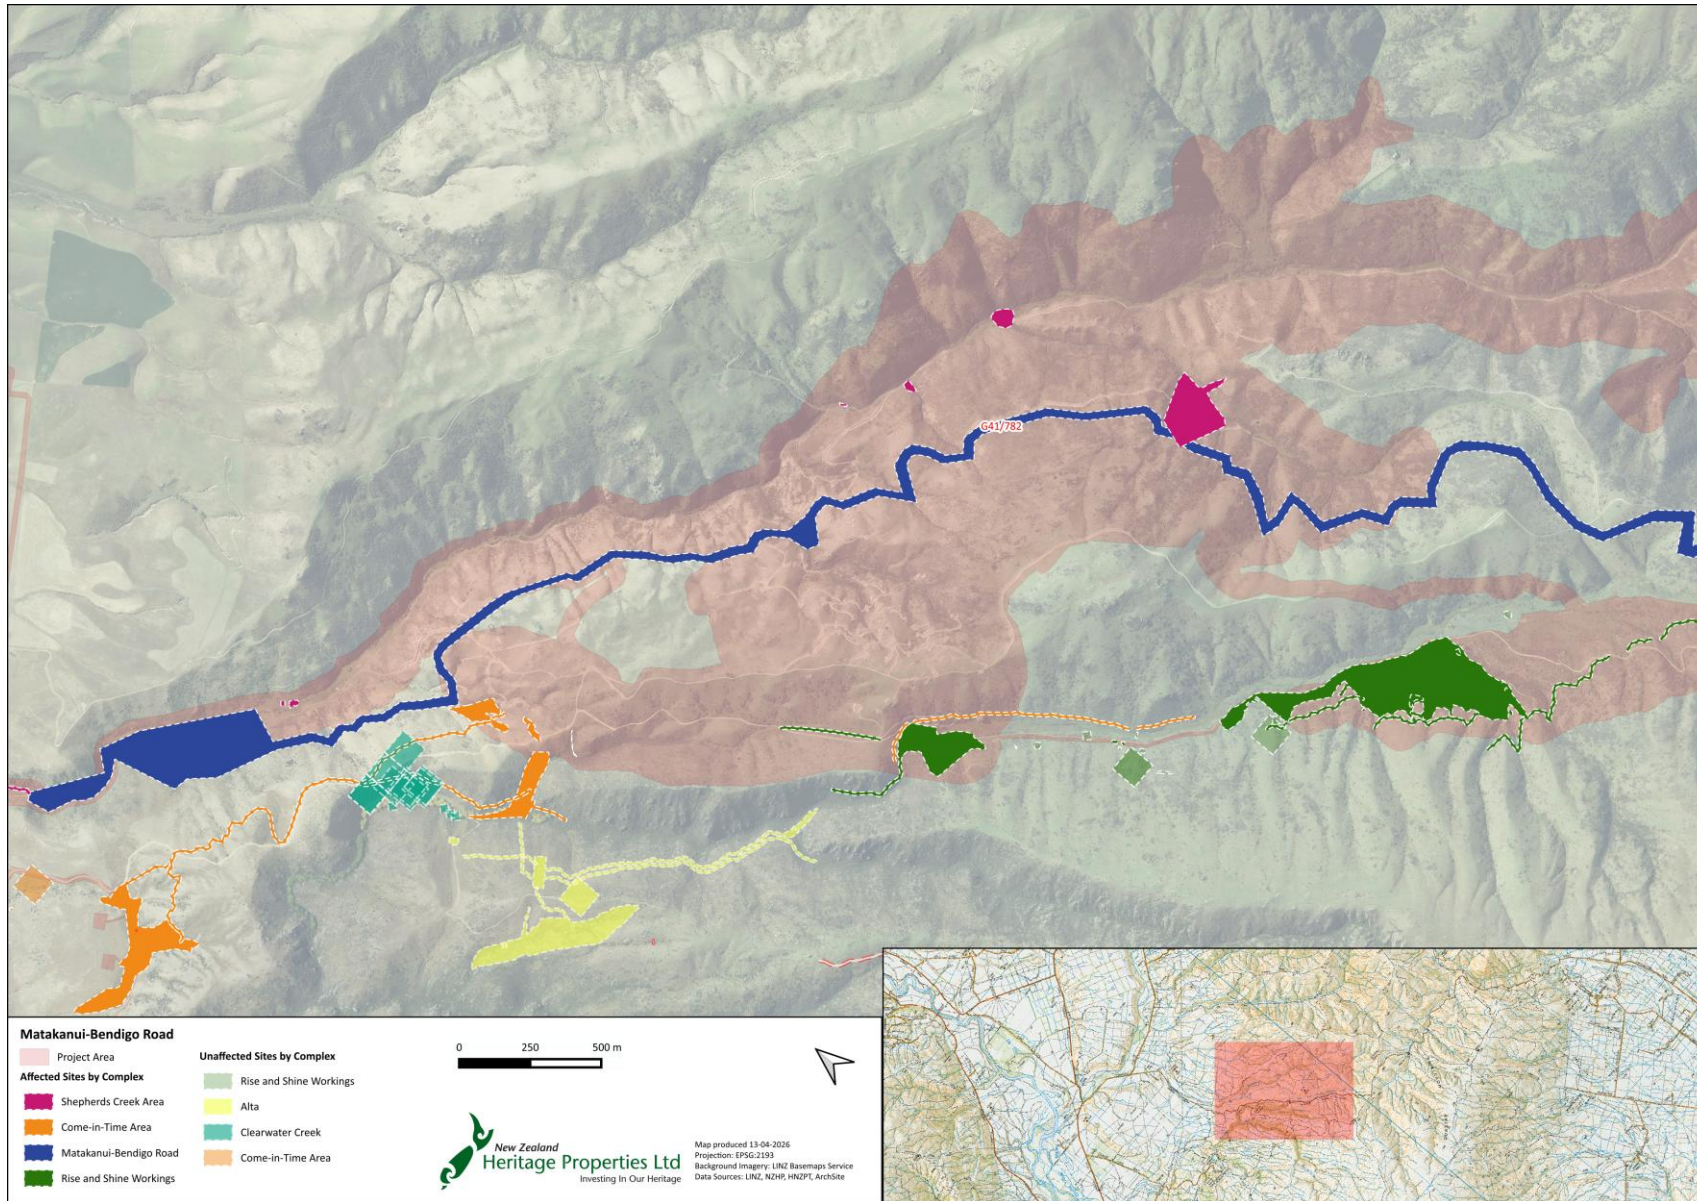 G41/782
Matakanui-Bendigo Road
Project Area
Affected Sites by Complex
Shepherds Creek Area
Come-in-Time Area
Matakanui-Bendigo Road
Rise and Shine Workings
Unaffected Sites by Complex
Rise and Shine Workings
Alta
Clearwater Creek
Come-in-Time Area
0 250 500 m
New Zealand
Heritage Properties Ltd
Investing In Our Heritage
Map produced 13-04-2026
Projection: EPSG:2193
Background Imagery: LINZ Basemaps Service
Data Sources: LINZ, NZHP, HNZPT, ArchSite